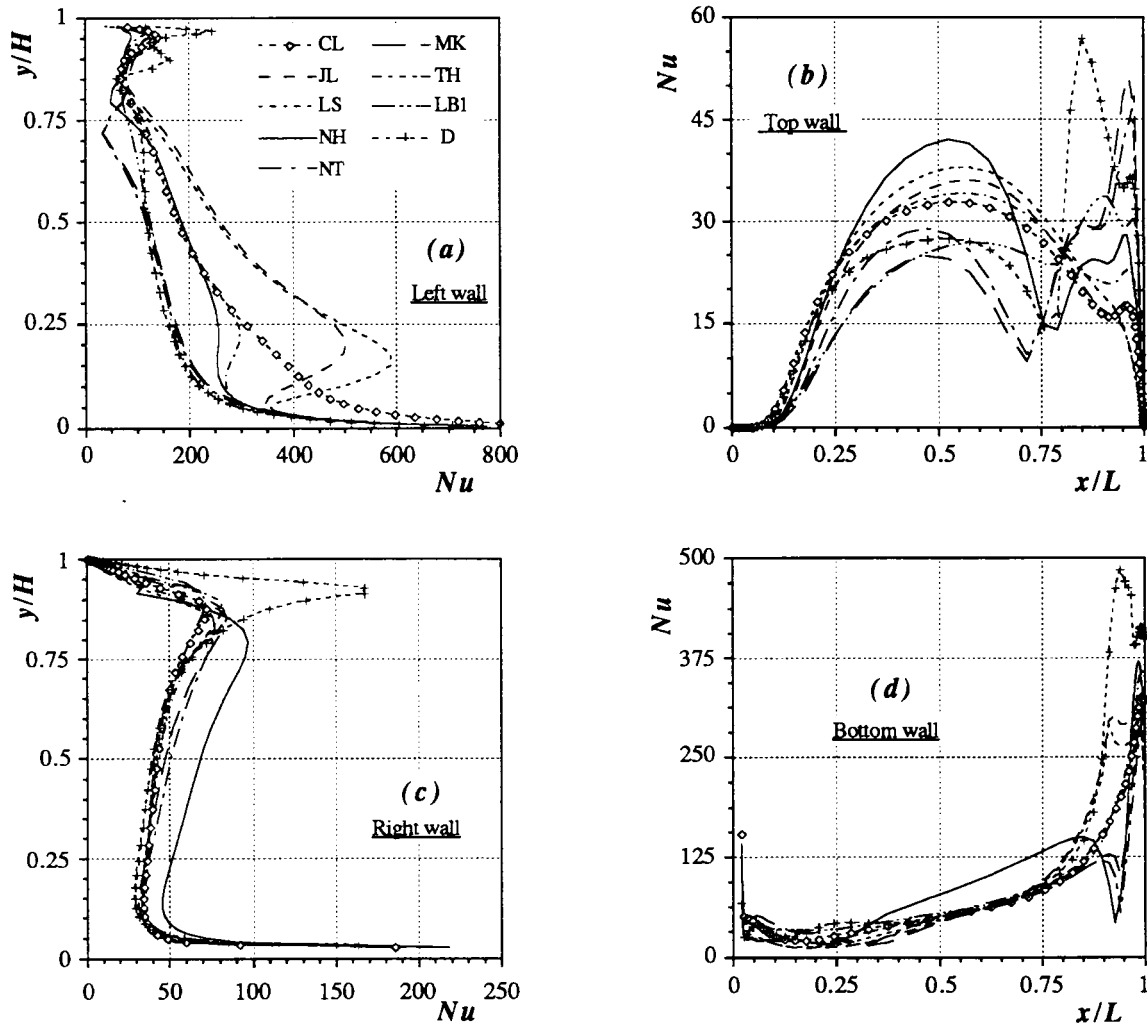 1
y/H
0.75
0.5
0.25
0
0 200 400 600 800
Nu
CL MK
JL TH
LS LB1
NH D
NT
(a)
Left wall
60
Nu
45
30
15
0
0 0.25 0.5 0.75 1
x/L
(b)
Top wall
1
y/H
0.75
0.5
0.25
0
0 50 100 150 200 250
Nu
(c)
Right wall
500
Nu
375
250
125
0
0 0.25 0.5 0.75 1
x/L
(d)
Bottom wall